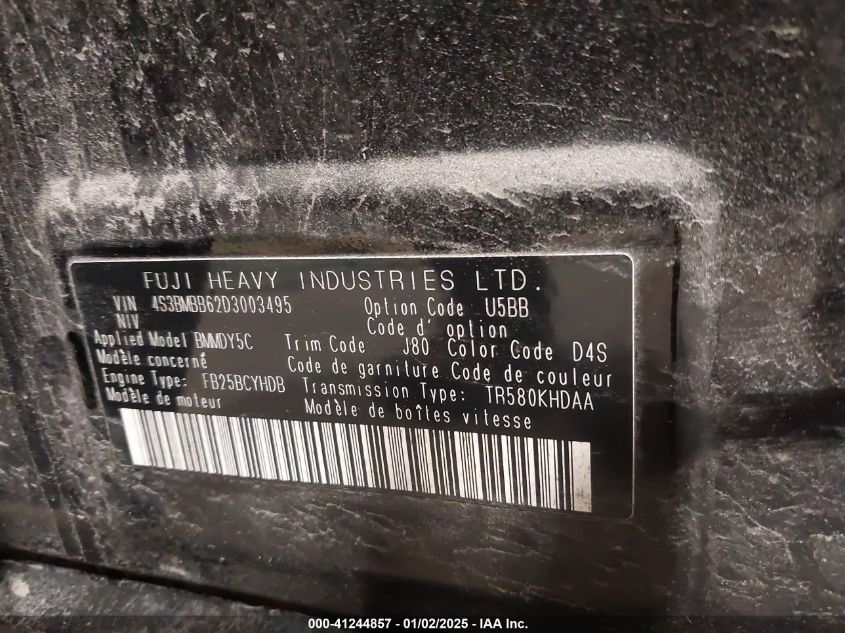 FUJI HEAVY INDUSTRIES LTD.
VIN 4S3BMBB62D3003495 Option Code U5BB
NIV Code d' option
Applied Model BMMDY5C Trim Code J80 Color Code D4S
Modèle concerné Code de garniture Code de couleur
Engine Type: FB25BCYHDB Transmission Type: TR580KHDAA
Modèle de moteur Modèle de boîtes vitesse
000-41244857 - 01/02/2025 - IAA Inc.